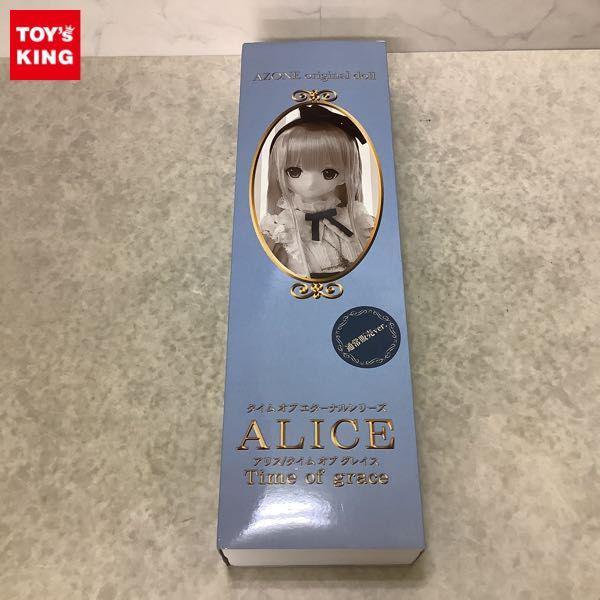 TOY'S
KING
AZONE original doll
通常販売ver.
タイム オブ エターナルシリーズ
ALICE
アリス/タイム オブ グレイス
Time of grace